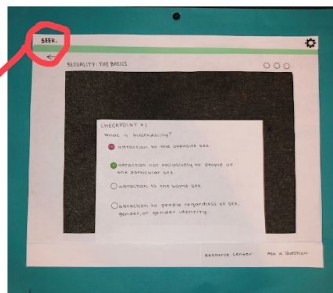 SEEK.
SEXUALITY: THE BASICS
CHECKPOINT #1
What is bisexuality?
attraction to the opposite sex.
attraction not exclusively to people of
one particular sex.
attraction to the same sex.
attraction to people regardless of sex,
gender, or gender identity.
Resource Center Ask a Question